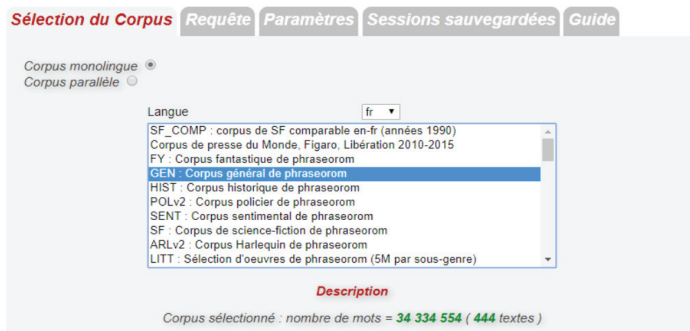 Sélection du Corpus Requête Paramètres Sessions sauvegardées Guide
Corpus monolingue
Corpus parallèle
Langue fr
SF_COMP : corpus de SF comparable en-fr (années 1990)
Corpus de presse du Monde, Figaro, Libération 2010-2015
FY : Corpus fantastique de phraseorom
GEN : Corpus général de phraseorom
HIST : Corpus historique de phraseorom
POLv2 : Corpus policier de phraseorom
SENT : Corpus sentimental de phraseorom
SF : Corpus de science-fiction de phraseorom
ARLv2 : Corpus Harlequin de phraseorom
LITT : Sélection d'oeuvres de phraseorom (5M par sous-genre)
Description
Corpus sélectionné : nombre de mots = 34 334 554 ( 444 textes )